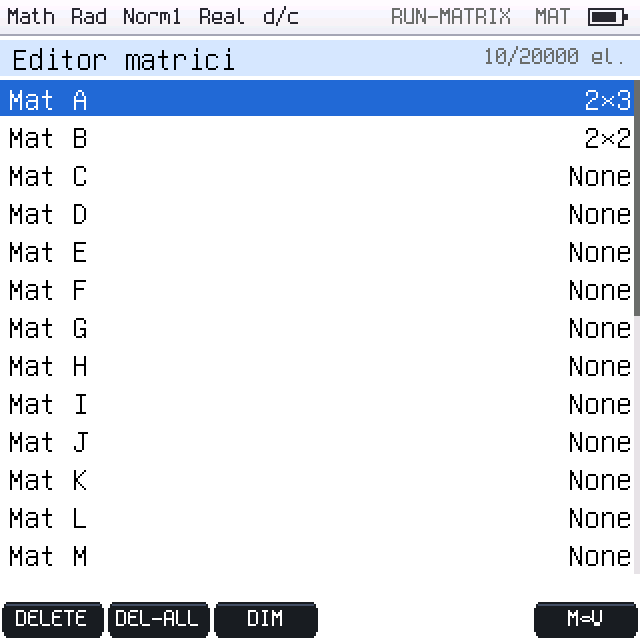 Math Rad Norm1 Real d/c RUN-MATRIX MAT
Editor matrici 10/20000 el.
Mat A 2×3
Mat B 2×2
Mat C None
Mat D None
Mat E None
Mat F None
Mat G None
Mat H None
Mat I None
Mat J None
Mat K None
Mat L None
Mat M None
DELETE DEL-ALL DIM M⇔V